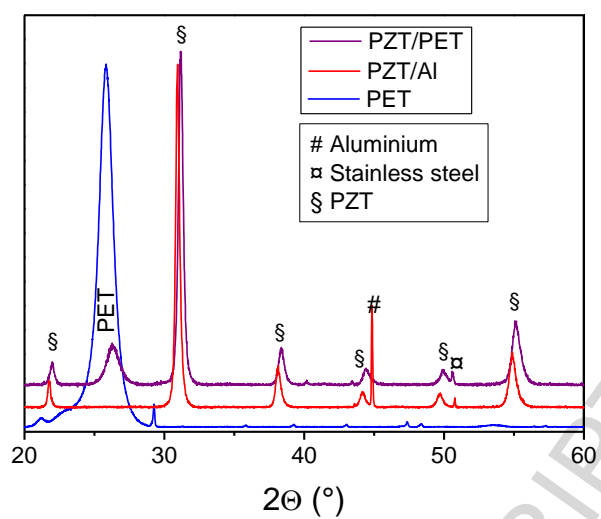 §
PZT/PET
PZT/Al
PET
# Aluminium
¤ Stainless steel
§ PZT
PET
§
§
§
#
§
¤
§
20 30 40 50 60
2Θ (°)